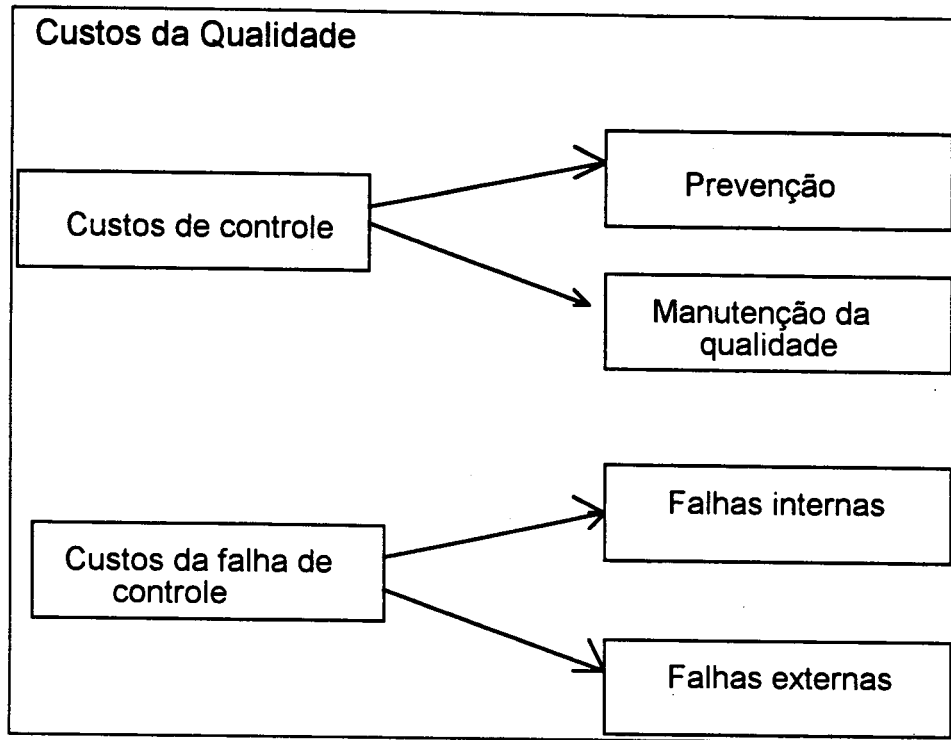 Custos da Qualidade
Prevenção
Custos de controle
Manutenção da
qualidade
Falhas internas
Custos da falha de
controle
Falhas externas